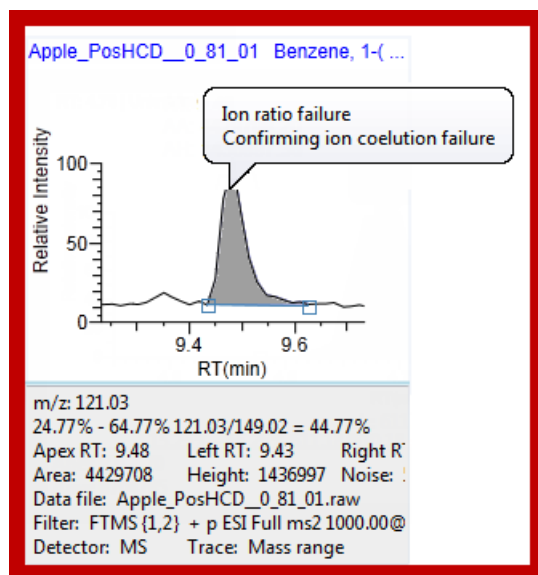 Apple_PosHCD__0_81_01 Benzene, 1-( ...
Ion ratio failure
Confirming ion coelution failure
Relative Intensity
100
50
0
9.4 9.6
RT(min)
m/z: 121.03
24.77% - 64.77% 121.03/149.02 = 44.77%
Apex RT: 9.48 Left RT: 9.43 Right R
Area: 4429708 Height: 1436997 Noise:
Data file: Apple_PosHCD__0_81_01.raw
Filter: FTMS {1,2} + p ESI Full ms2 1000.00@
Detector: MS Trace: Mass range